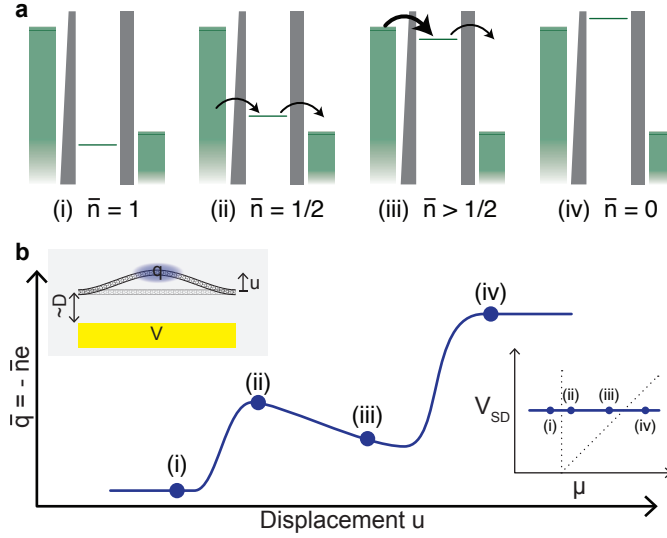 a
(i) n̄ = 1
(ii) n̄ = 1/2
(iii) n̄ > 1/2
(iv) n̄ = 0
b
q
u
~D
V
q̄ = - n̄e
(i)
(ii)
(iii)
(iv)
Displacement u
V_SD
(i)
(ii)
(iii)
(iv)
μ